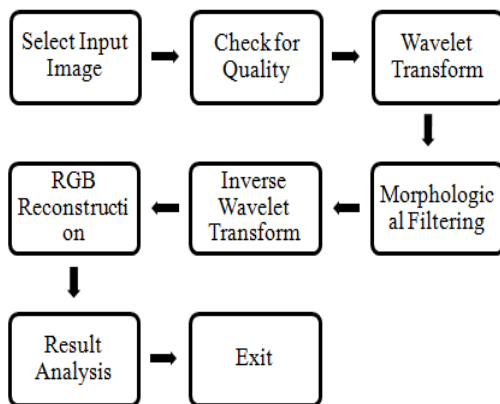 Select Input
Image
Check for
Quality
Wavelet
Transform
Morphologic
al Filtering
Inverse
Wavelet
Transform
RGB
Reconstructi
on
Result
Analysis
Exit